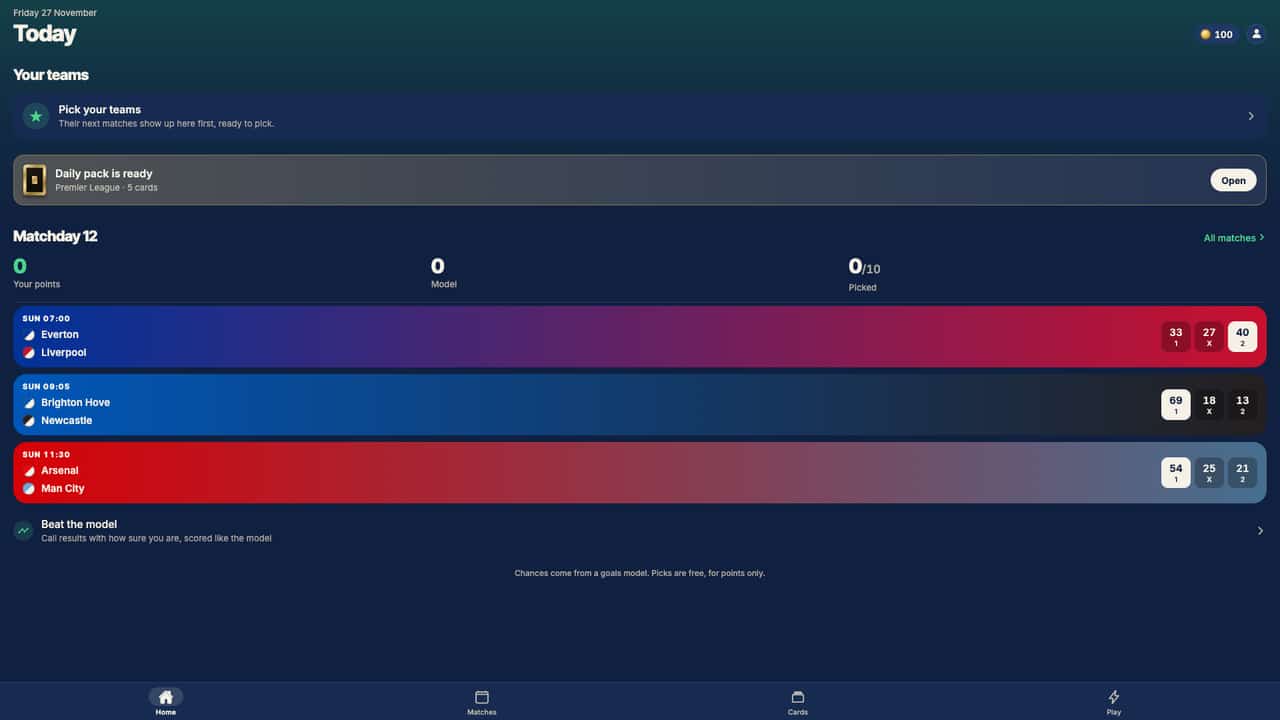 Friday 27 November
Today
100
Your teams
Pick your teams
Their next matches show up here first, ready to pick.
Daily pack is ready
Premier League · 5 cards
Open
Matchday 12
All matches
0
Your points
0
Model
0/10
Picked
SUN 07:00
Everton
Liverpool
33 27 40
1 X 2
SUN 09:05
Brighton Hove
Newcastle
69 18 13
1 X 2
SUN 11:30
Arsenal
Man City
54 25 21
1 X 2
Beat the model
Call results with how sure you are, scored like the model
Chances come from a goals model. Picks are free, for points only.
Home
Matches
Cards
Play